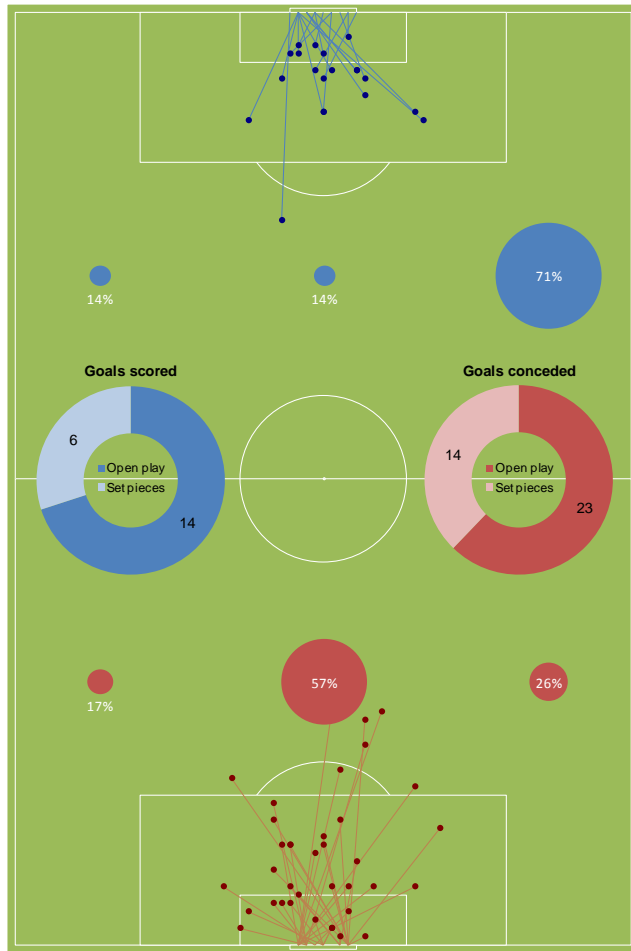 71%
14%
14%
Goals scored
Goals conceded
6
14
Open play
Open play
Set pieces
Set pieces
14
23
57%
26%
17%